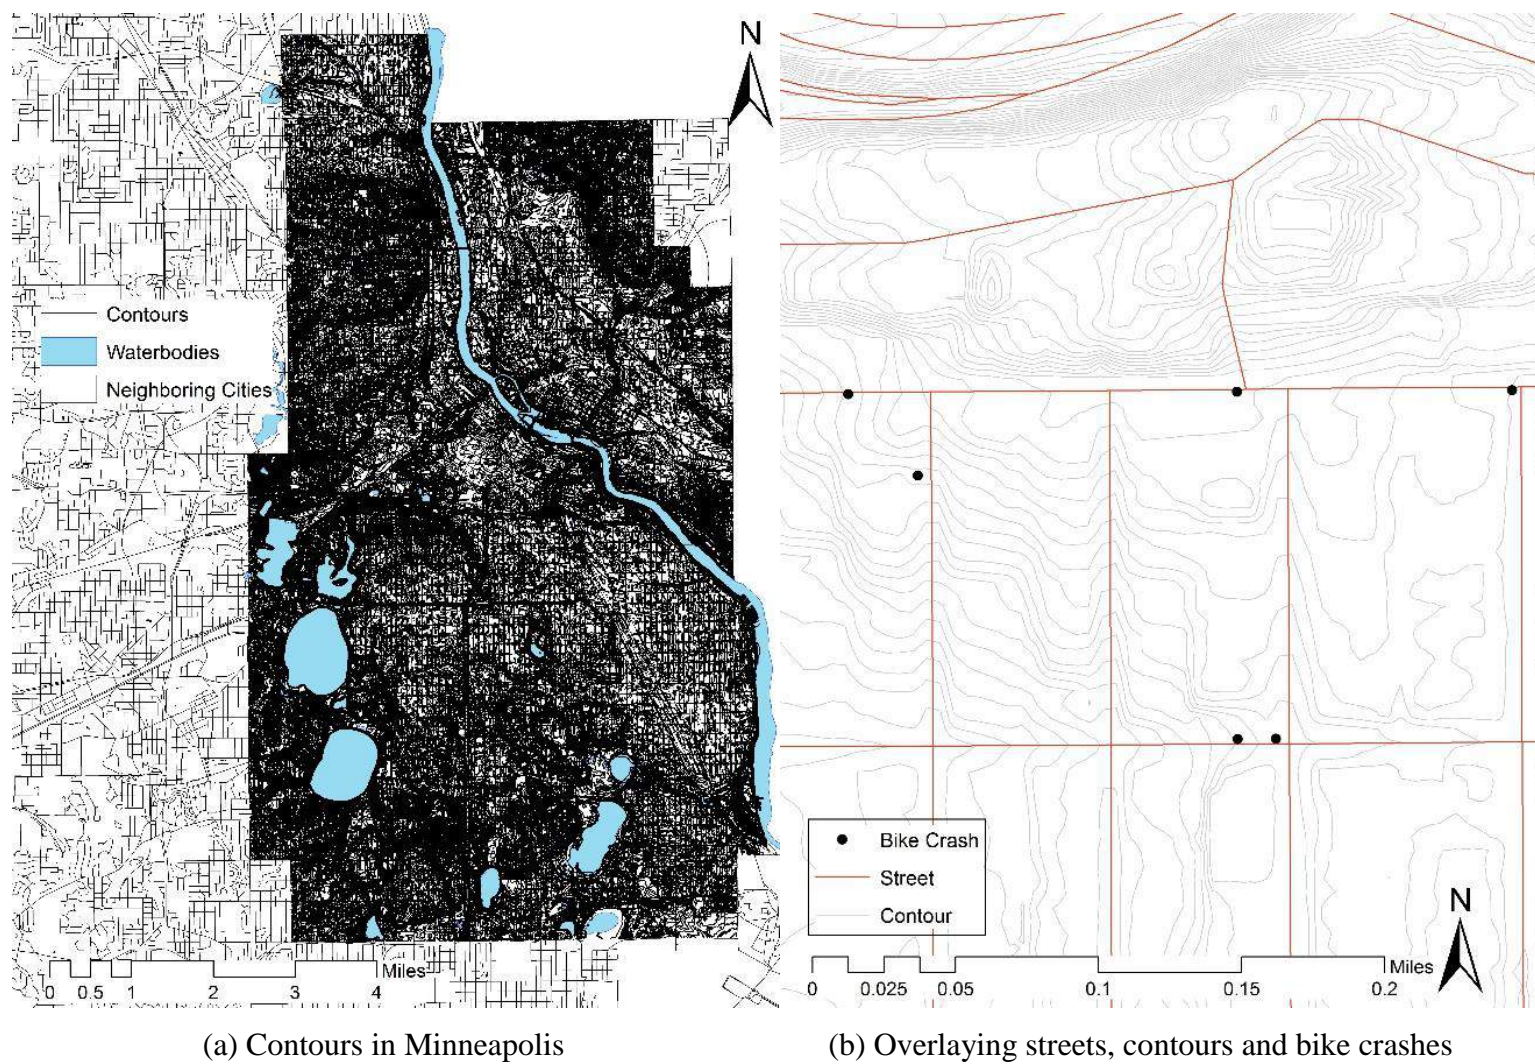 N
Contours
Waterbodies
Neighboring Cities
Miles
0 0.5 1 2 3 4
Bike Crash
Street
Contour
N
Miles
0 0.025 0.05 0.1 0.15 0.2
(a) Contours in Minneapolis
(b) Overlaying streets, contours and bike crashes